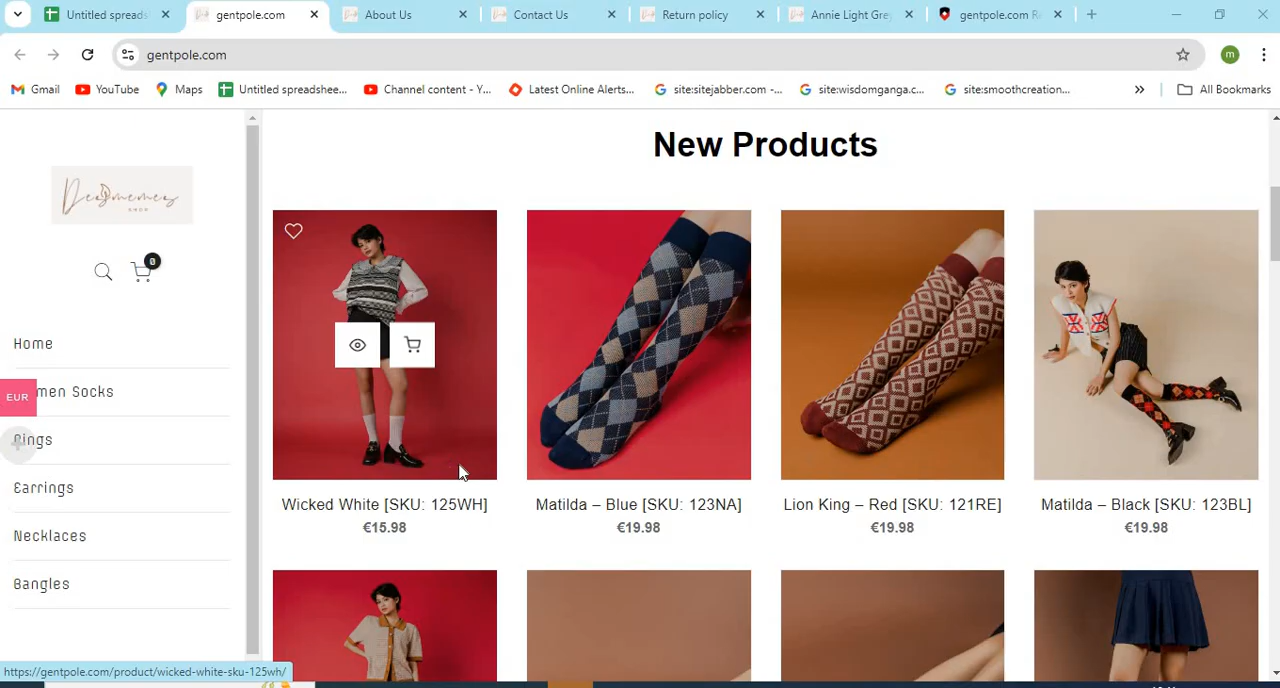 Untitled spreads
gentpole.com
About Us
Contact Us
Return policy
Annie Light Gre
gentpole.com Re
gentpole.com
m
Gmail
YouTube
Maps
Untitled spreadshee...
Channel content - Y...
Latest Online Alerts...
site:sitejabber.com -...
site:wisdomganga.c...
site:smoothcreation...
All Bookmarks
SHOP
0
Home
men Socks
EUR
Rings
Earrings
Necklaces
Bangles
New Products
Wicked White [SKU: 125WH]
€15.98
Matilda – Blue [SKU: 123NA]
€19.98
Lion King – Red [SKU: 121RE]
€19.98
Matilda – Black [SKU: 123BL]
€19.98
https://gentpole.com/product/wicked-white-sku-125wh/